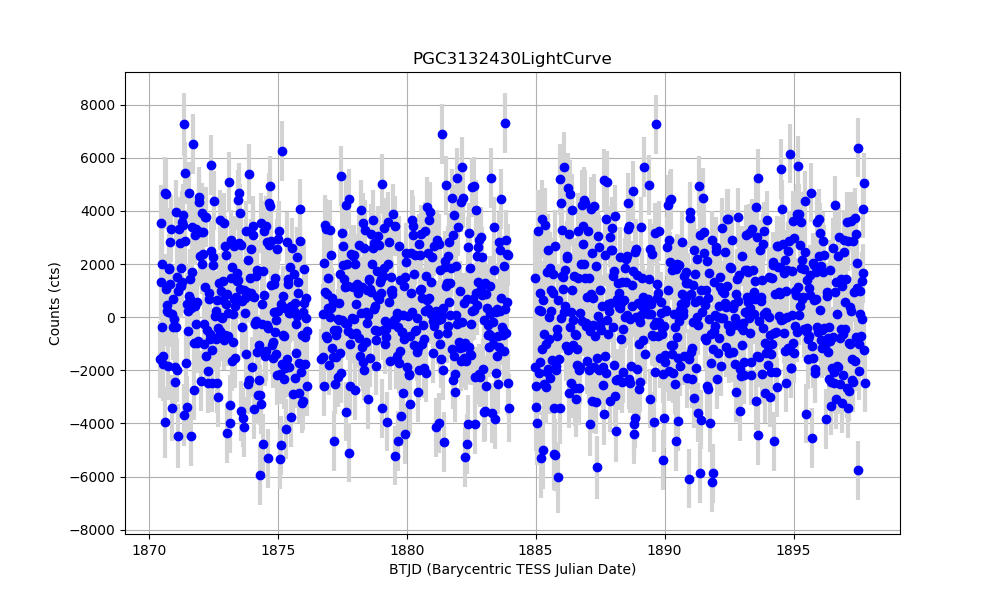 PGC3132430LightCurve
8000
6000
4000
2000
0
−2000
−4000
−6000
−8000
Counts (cts)
1870 1875 1880 1885 1890 1895
BTJD (Barycentric TESS Julian Date)